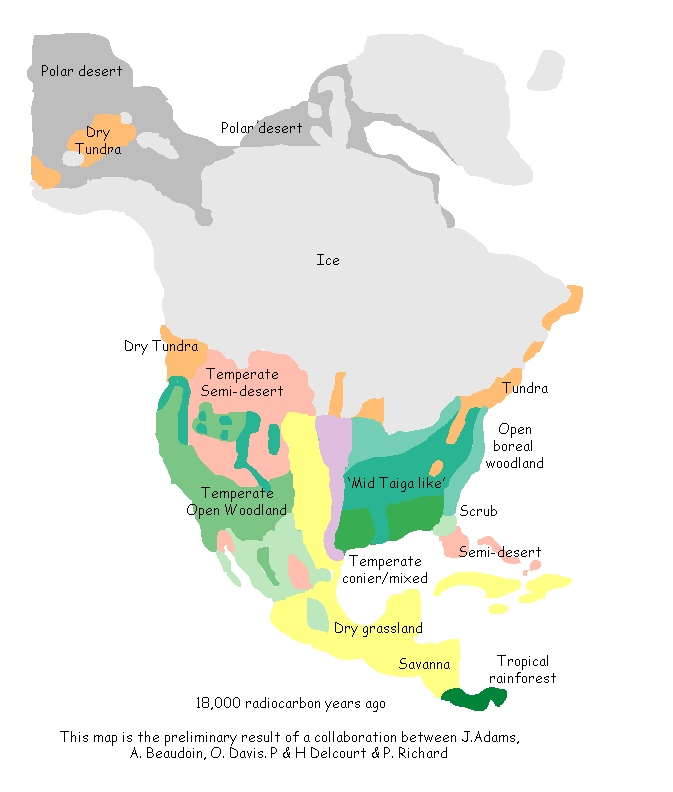 Polar desert
Polar desert
Dry
Tundra
Ice
Dry Tundra
Temperate
Semi-desert
Tundra
Open
boreal
woodland
'Mid Taiga like'
Temperate
Open Woodland
Scrub
Semi-desert
Temperate
conier/mixed
Dry grassland
Savanna
Tropical
rainforest
18,000 radiocarbon years ago
This map is the preliminary result of a collaboration between J.Adams,
A. Beaudoin, O. Davis. P & H Delcourt & P. Richard